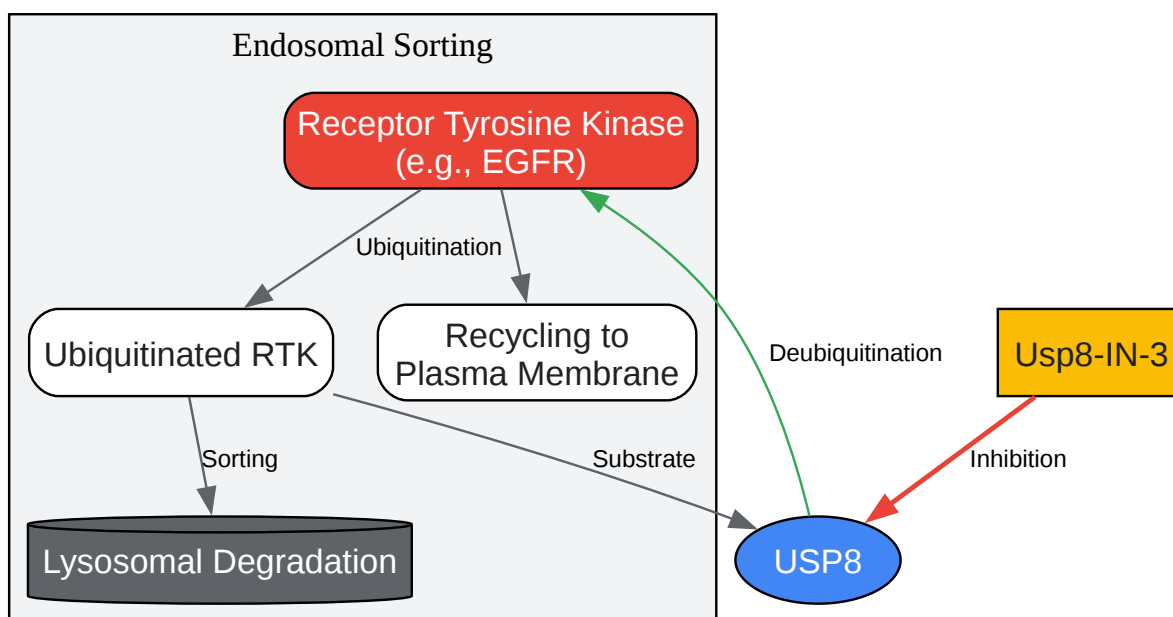 Endosomal Sorting
Receptor Tyrosine Kinase
(e.g., EGFR)
Ubiquitination
Ubiquitinated RTK
Recycling to
Plasma Membrane
Deubiquitination
Usp8-IN-3
Sorting
Substrate
Inhibition
Lysosomal Degradation
USP8